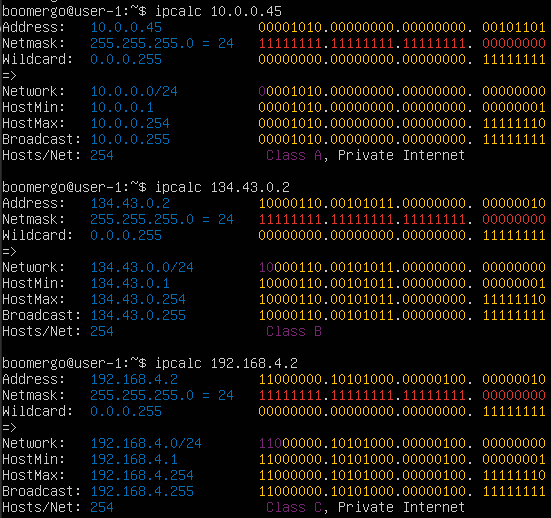 boomergo@user-1:~$ ipcalc 10.0.0.45
Address:   10.0.0.45            00001010.00000000.00000000. 00101101
Netmask:   255.255.255.0 = 24   11111111.11111111.11111111. 00000000
Wildcard:  0.0.0.255            00000000.00000000.00000000. 11111111
=>
Network:   10.0.0.0/24          00001010.00000000.00000000. 00000000
HostMin:   10.0.0.1             00001010.00000000.00000000. 00000001
HostMax:   10.0.0.254           00001010.00000000.00000000. 11111110
Broadcast: 10.0.0.255           00001010.00000000.00000000. 11111111
Hosts/Net: 254                   Class A, Private Internet
boomergo@user-1:~$ ipcalc 134.43.0.2
Address:   134.43.0.2           10000110.00101011.00000000. 00000010
Netmask:   255.255.255.0 = 24   11111111.11111111.11111111. 00000000
Wildcard:  0.0.0.255            00000000.00000000.00000000. 11111111
=>
Network:   134.43.0.0/24        10000110.00101011.00000000. 00000000
HostMin:   134.43.0.1           10000110.00101011.00000000. 00000001
HostMax:   134.43.0.254         10000110.00101011.00000000. 11111110
Broadcast: 134.43.0.255         10000110.00101011.00000000. 11111111
Hosts/Net: 254                   Class B
boomergo@user-1:~$ ipcalc 192.168.4.2
Address:   192.168.4.2          11000000.10101000.00000100. 00000010
Netmask:   255.255.255.0 = 24   11111111.11111111.11111111. 00000000
Wildcard:  0.0.0.255            00000000.00000000.00000000. 11111111
=>
Network:   192.168.4.0/24       11000000.10101000.00000100. 00000000
HostMin:   192.168.4.1          11000000.10101000.00000100. 00000001
HostMax:   192.168.4.254        11000000.10101000.00000100. 11111110
Broadcast: 192.168.4.255        11000000.10101000.00000100. 11111111
Hosts/Net: 254                   Class C, Private Internet